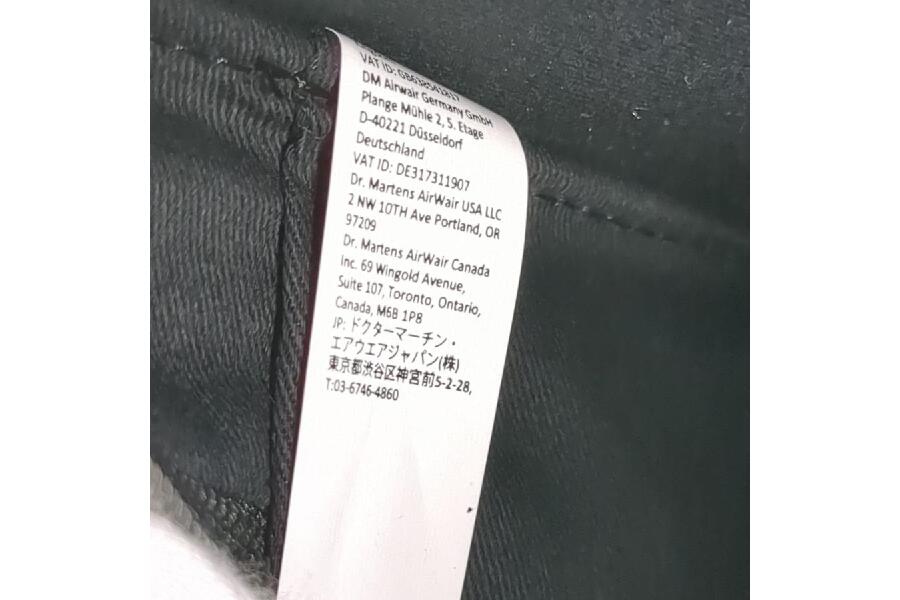 VAT ID: GB638541817
DM Airwair Germany GmbH
Plange Mühle 2, 5. Etage
D-40221 Düsseldorf
Deutschland
VAT ID: DE317311907
Dr. Martens AirWair USA LLC
2 NW 10TH Ave Portland, OR
97209
Dr. Martens AirWair Canada
Inc. 69 Wingold Avenue,
Suite 107, Toronto, Ontario,
Canada, M6B 1P8
JP: ドクターマーチン・
エアウエアジャパン(株)
東京都渋谷区神宮前5-2-28,
T:03-6746-4860